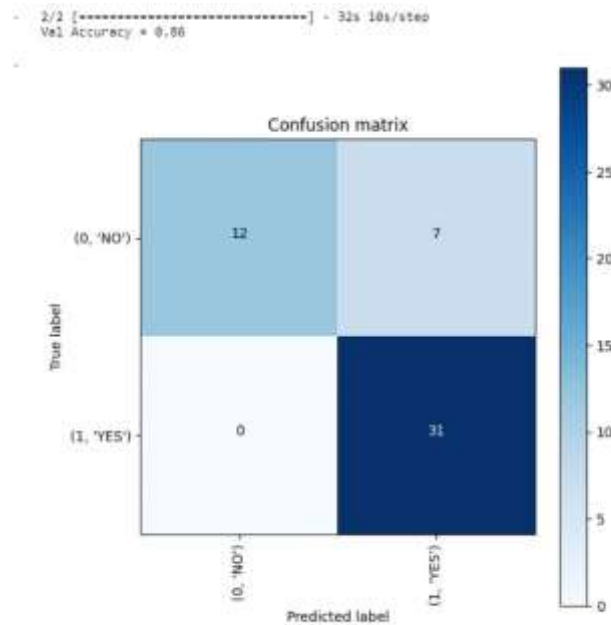 2/2 [==============================] - 32s 10s/step
Val Accuracy = 0.86
Confusion matrix
30
25
20
15
10
5
0
True label
(0, 'NO')
12
7
(1, 'YES')
0
31
(0, 'NO')
(1, 'YES')
Predicted label